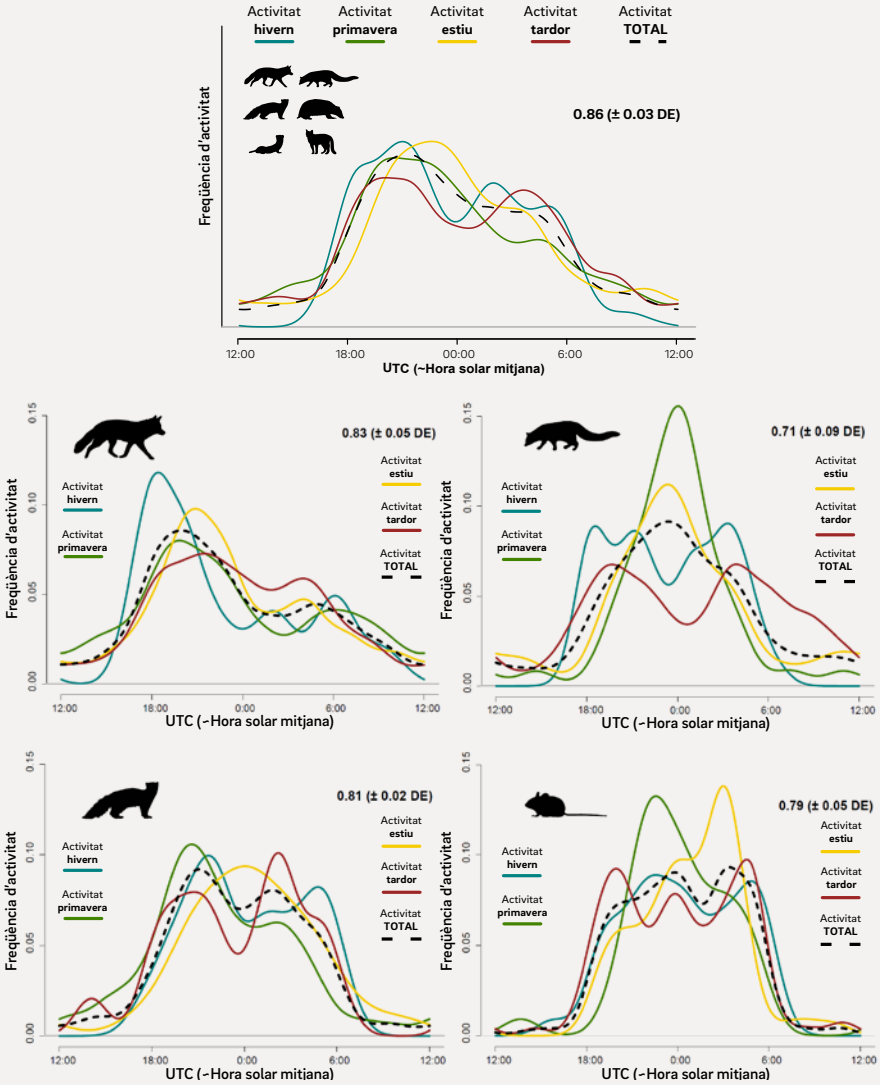 Activitat Activitat Activitat Activitat Activitat
hivern primavera estiu tardor TOTAL
0.86 (± 0.03 DE)
Freqüència d'activitat
12:00 18:00 00:00 6:00 12:00
UTC (~Hora solar mitjana)
0.83 (± 0.05 DE)
Activitat
estiu
Activitat
hivern
Activitat
tardor
Activitat
primavera
Activitat
TOTAL
Freqüència d'activitat
0.15
0.10
0.05
0.00
12:00 18:00 0:00 6:00 12:00
UTC (~Hora solar mitjana)
0.71 (± 0.09 DE)
Activitat
estiu
Activitat
hivern
Activitat
tardor
Activitat
primavera
Activitat
TOTAL
Freqüència d'activitat
0.15
0.10
0.05
0.00
12:00 18:00 0:00 6:00 12:00
UTC (~Hora solar mitjana)
0.81 (± 0.02 DE)
Activitat
estiu
Activitat
hivern
Activitat
tardor
Activitat
primavera
Activitat
TOTAL
Freqüència d'activitat
0.15
0.10
0.05
0.00
12:00 18:00 0:00 6:00 12:00
UTC (~Hora solar mitjana)
0.79 (± 0.05 DE)
Activitat
estiu
Activitat
hivern
Activitat
tardor
Activitat
primavera
Activitat
TOTAL
Freqüència d'activitat
0.15
0.10
0.05
0.00
12:00 18:00 0:00 6:00 12:00
UTC (~Hora solar mitjana)